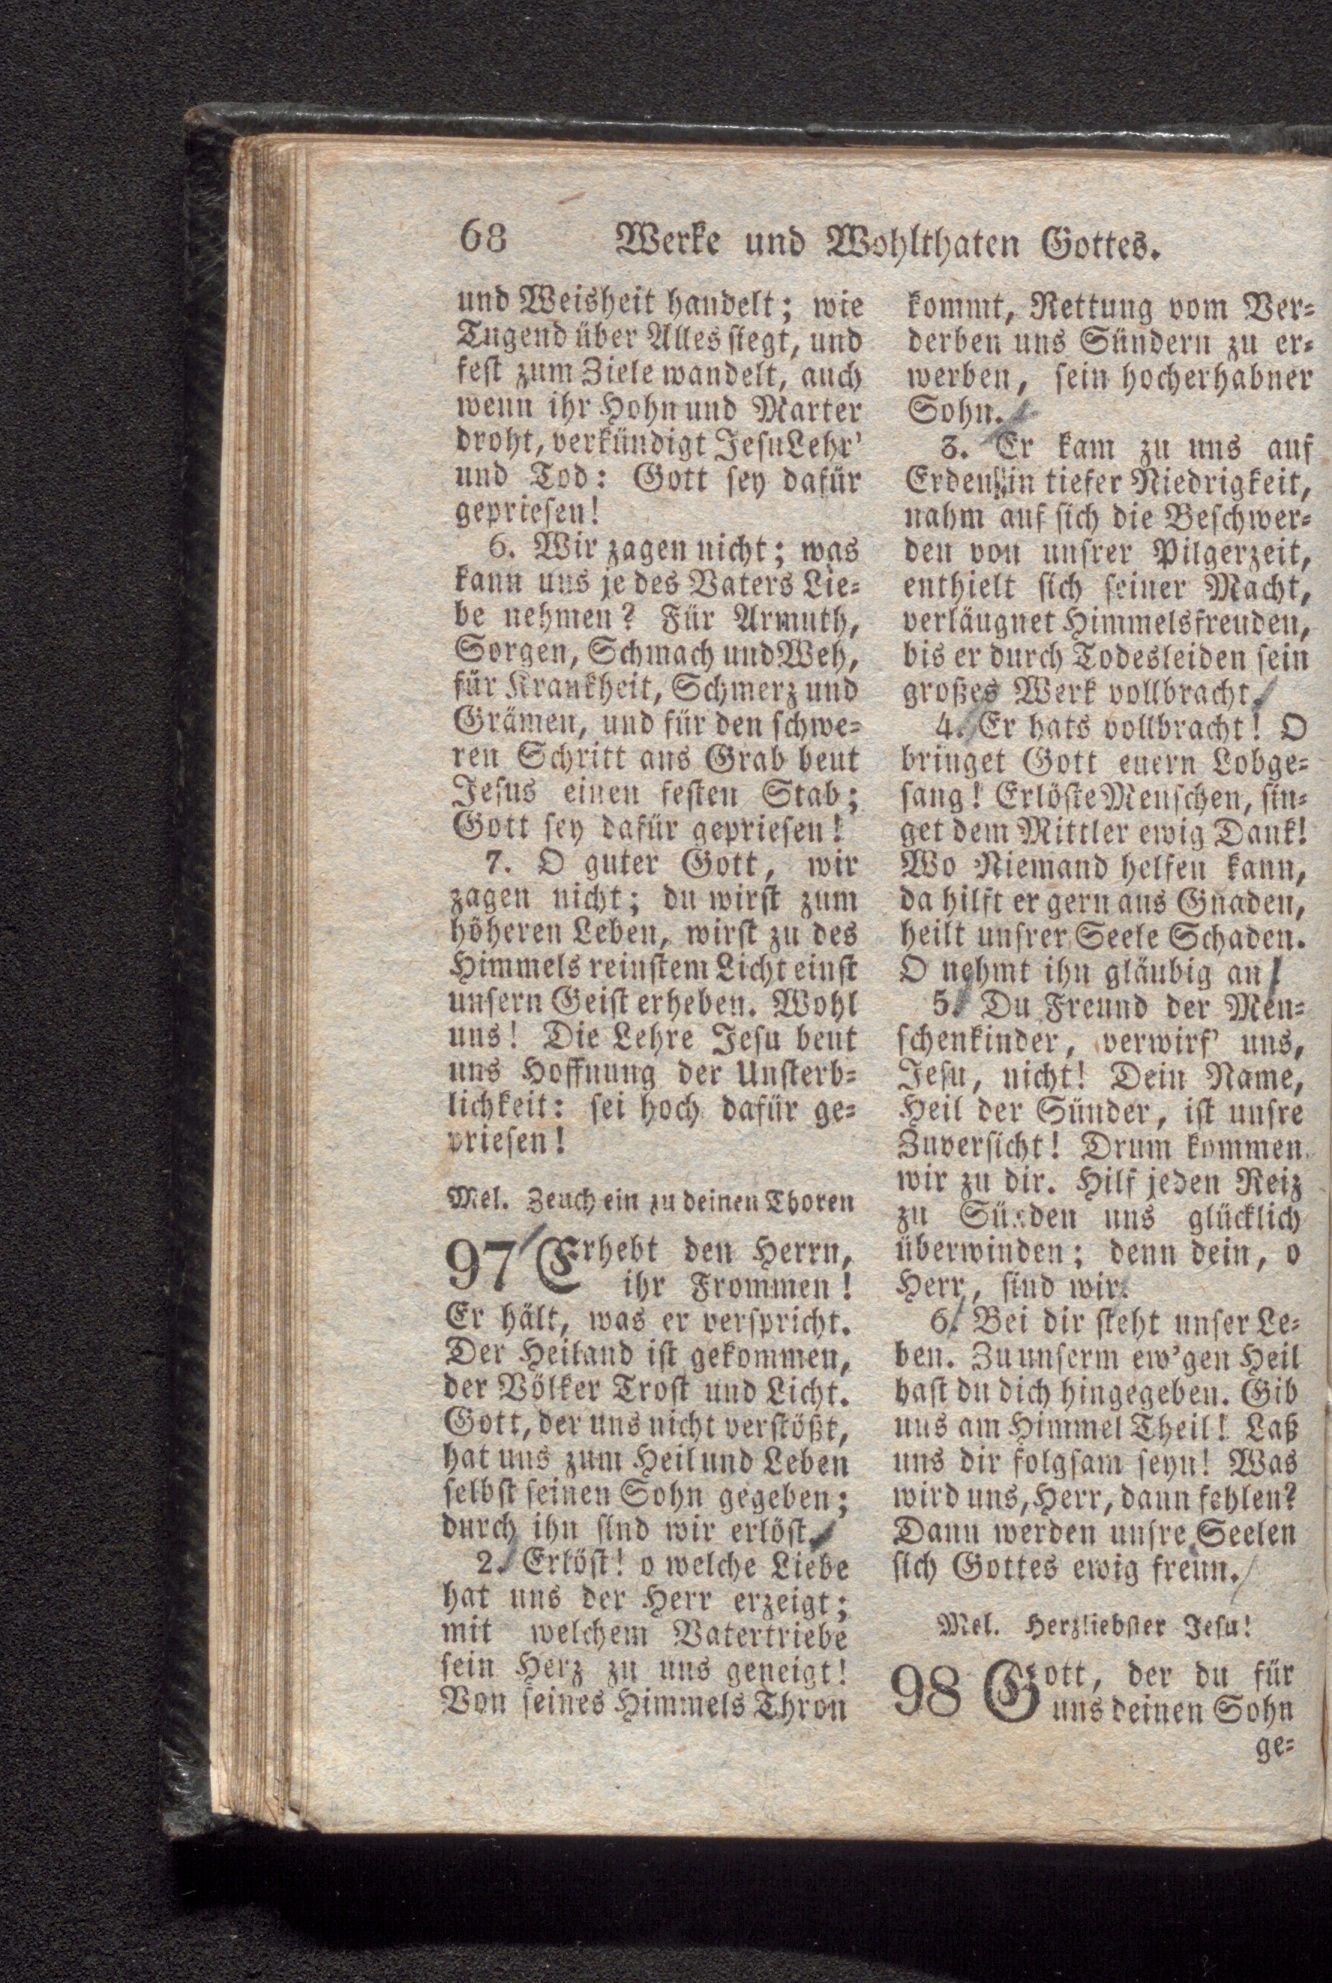 68 Werke und Wohlthaten Gottes.
und Weisheit handelt; wie
Tugend über Alles siegt, und
fest zum Ziele wandelt, auch
wenn ihr Hohn und Marter
droht, verkündigt Jesu Lehr'
und Tod: Gott sey dafür
gepriesen!
6. Wir zagen nicht; was
kann uns je des Vaters Lie-
be nehmen? Für Armuth,
Sorgen, Schmach und Weh,
für Krankheit, Schmerz und
Grämen, und für den schwe-
ren Schritt ans Grab beut
Jesus einen festen Stab;
Gott sey dafür gepriesen!
7. O guter Gott, wir
zagen nicht; du wirst zum
höheren Leben, wirst zu des
Himmels reinstem Licht einst
unsern Geist erheben. Wohl
uns! Die Lehre Jesu beut
uns Hoffnung der Unsterb-
lichkeit: sei hoch dafür ge-
priesen!
Mel. Zeuch ein zu deinen Thoren
97 Erhebt den Herrn,
ihr Frommen!
Er hält, was er verspricht.
Der Heiland ist gekommen,
der Völker Trost und Licht.
Gott, der uns nicht verstößt,
hat uns zum Heil und Leben
selbst seinen Sohn gegeben;
durch ihn sind wir erlöst.
2. Erlöst! o welche Liebe
hat uns der Herr erzeigt;
mit welchem Vatertriebe
sein Herz zu uns geneigt!
Von seines Himmels Thron
kommt, Rettung vom Ver-
derben uns Sündern zu er-
werben, sein hocherhabner
Sohn.
3. Er kam zu uns auf
Erden in tiefer Niedrigkeit,
nahm auf sich die Beschwer-
den von unsrer Pilgerzeit,
enthielt sich seiner Macht,
verläugnet Himmelsfreuden,
bis er durch Todesleiden sein
großes Werk vollbracht.
4. Er hats vollbracht! O
bringet Gott euern Lobge-
sang! Erlöste Menschen, sin-
get dem Mittler ewig Dank!
Wo Niemand helfen kann,
da hilft er gern aus Gnaden,
heilt unsrer Seele Schaden.
O nehmt ihn gläubig an!
5. Du Freund der Men-
schenkinder, verwirf' uns,
Jesu, nicht! Dein Name,
Heil der Sünder, ist unsre
Zuversicht! Drum kommen
wir zu dir. Hilf jeden Reiz
zu Sünden uns glücklich
überwinden; denn dein, o
Herr, sind wir.
6. Bei dir steht unser Le-
ben. Zu unserm ew'gen Heil
hast du dich hingegeben. Gib
uns am Himmel Theil! Laß
uns dir folgsam seyn! Was
wird uns, Herr, dann fehlen?
Dann werden unsre Seelen
sich Gottes ewig freun.
Mel. Herzliebster Jesu!
98 Gott, der du für
uns deinen Sohn
ge-